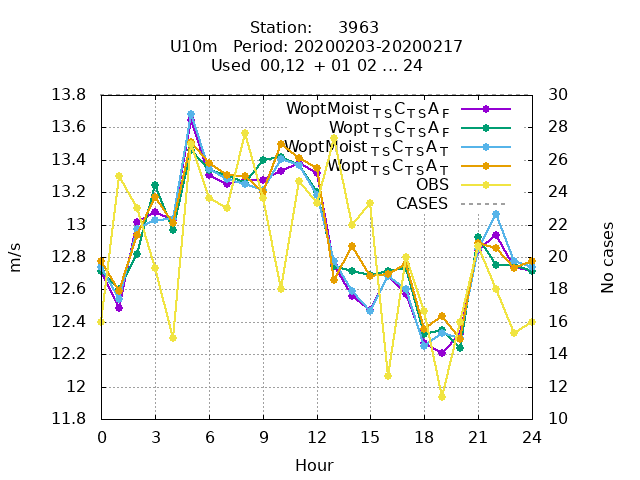 Station: 3963
U10m Period: 20200203-20200217
Used 00,12 + 01 02 ... 24
13.8
13.6
13.4
13.2
13
12.8
12.6
12.4
12.2
12
11.8
m/s
WoptMoist TS C TS A F
Wopt TS C TS A F
WoptMoist TS C TS A T
Wopt TS C TS A T
OBS
CASES
30
28
26
24
22
20
18
16
14
12
10
No cases
0 3 6 9 12 15 18 21 24
Hour